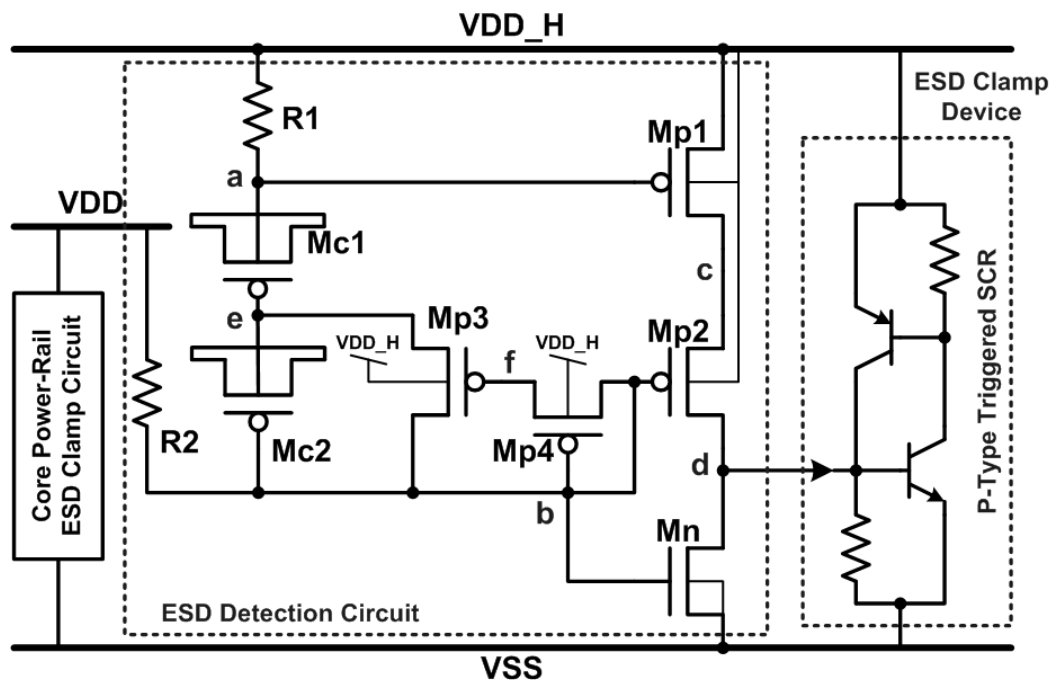 VDD_H
R1
Mp1
ESD Clamp
Device
a
VDD
Mc1
c
e
Mp3
VDD_H
f
VDD_H
Mp2
R2
Mc2
Mp4
d
b
Mn
Core Power-Rail
ESD Clamp Circuit
P-Type Triggered SCR
ESD Detection Circuit
VSS